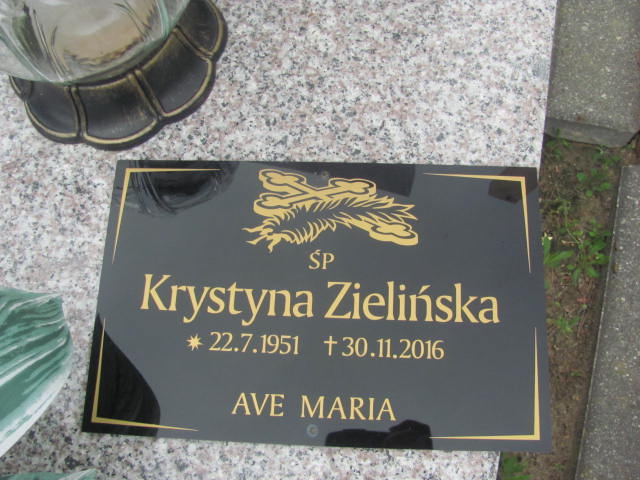 ŚP
Krystyna Zielińska
* 22.7.1951 †30.11.2016
AVE MARIA